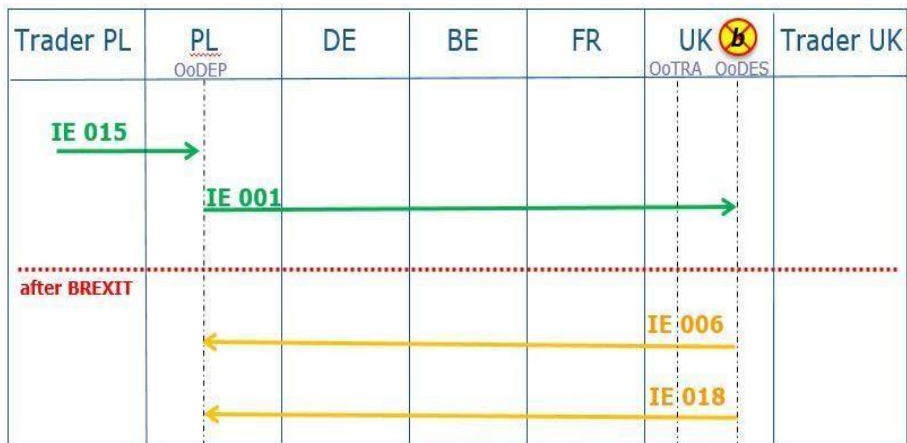 Trader PL PL DE BE FR UK b Trader UK
OoDEP OoTRA OoDES
IE 015
IE 001
after BREXIT
IE 006
IE 018